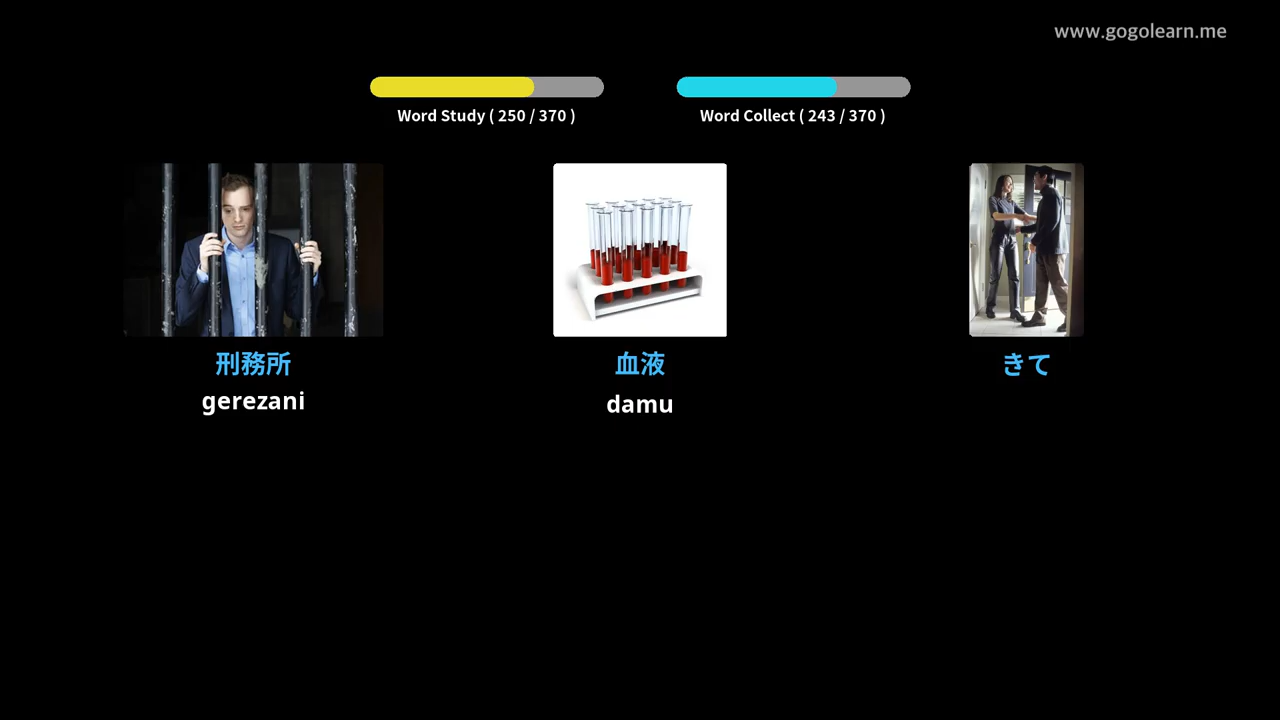 www.gogolearn.me
Word Study ( 250 / 370 )
Word Collect ( 243 / 370 )
刑務所
血液
きて
gerezani
damu